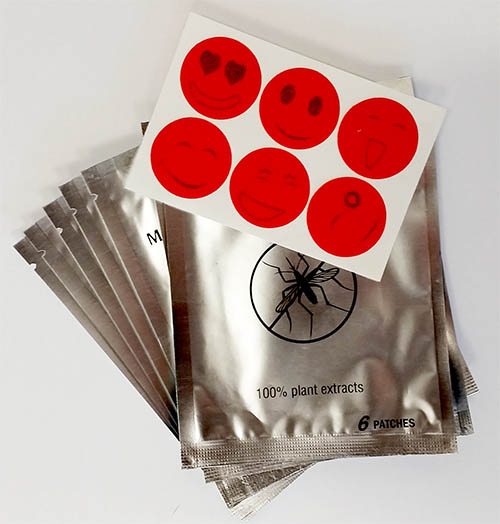 M
100% plant extracts
6 PATCHES